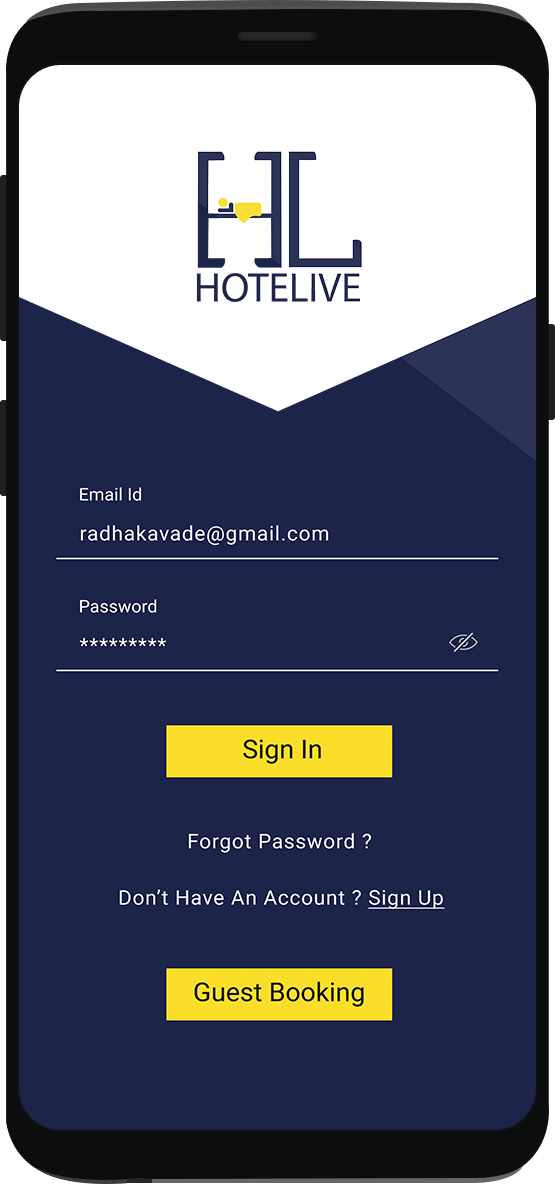 HL
HOTELIVE
Email Id
radhakavade@gmail.com
Password
*********
Sign In
Forgot Password ?
Don’t Have An Account ? Sign Up
Guest Booking